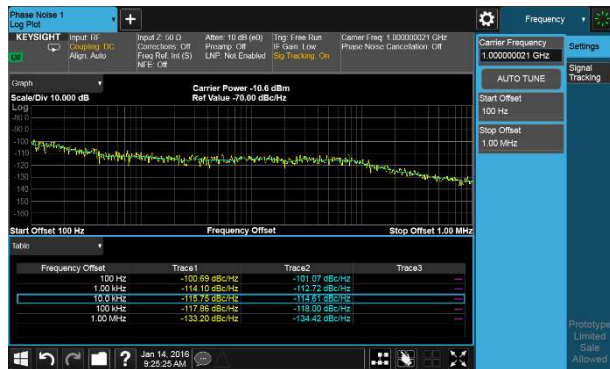 Phase Noise 1
Log Plot
+
Frequency
KEYSIGHT
Input: RF
Coupling: DC
Align: Auto
Input Z: 50 Ω
Corrections: Off
Freq Ref: Int (S)
NFE: Off
Atten: 10 dB (e0)
Preamp: Off
LNP: Not Enabled
Trig: Free Run
IF Gain: Low
Sig Tracking: On
Carrier Freq: 1.000000021 GHz
Phase Noise Cancellation: Off
Carrier Frequency
1.000000021 GHz
Settings
AUTO TUNE
Signal
Tracking
Start Offset
100 Hz
Stop Offset
1.00 MHz
Graph
Scale/Div 10.000 dB
Carrier Power -10.6 dBm
Ref Value -70.00 dBc/Hz
Log
-80.0
-90.0
-100
-110
-120
-130
-140
-150
-160
Start Offset 100 Hz
Frequency Offset
Stop Offset 1.00 MHz
Table
Frequency Offset Trace1 Trace2 Trace3
100 Hz -100.69 dBc/Hz -101.07 dBc/Hz ---
1.00 kHz -114.10 dBc/Hz -112.72 dBc/Hz ---
10.0 kHz -115.75 dBc/Hz -114.61 dBc/Hz ---
100 kHz -117.86 dBc/Hz -118.00 dBc/Hz ---
1.00 MHz -133.20 dBc/Hz -134.42 dBc/Hz ---
Prototype
Limited
Sale
Allowed
?
Jan 14, 2016
9:25:25 AM